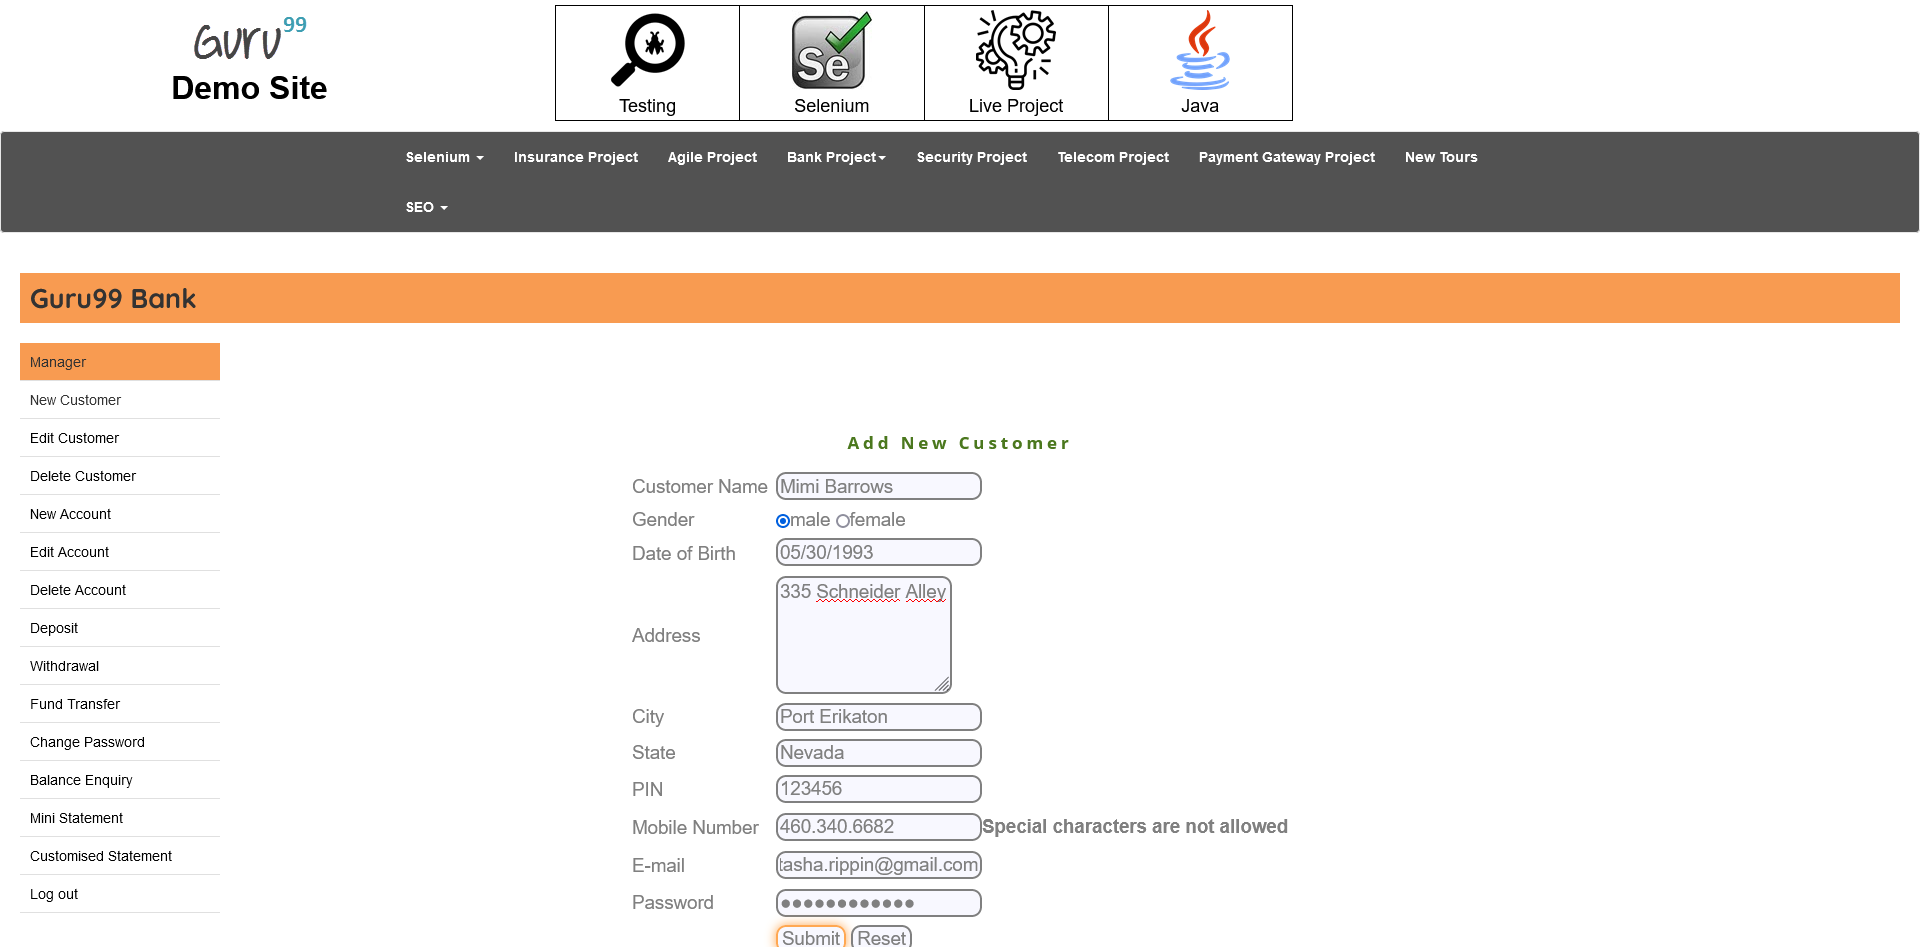 Guru99
Demo Site
Testing
Se
Selenium
Live Project
Java
Selenium
Insurance Project
Agile Project
Bank Project
Security Project
Telecom Project
Payment Gateway Project
New Tours
SEO
Guru99 Bank
Manager
New Customer
Edit Customer
Delete Customer
New Account
Edit Account
Delete Account
Deposit
Withdrawal
Fund Transfer
Change Password
Balance Enquiry
Mini Statement
Customised Statement
Log out
Add New Customer
Customer Name Mimi Barrows
Gender male female
Date of Birth 05/30/1993
Address 335 Schneider Alley
City Port Erikaton
State Nevada
PIN 123456
Mobile Number 460.340.6682 Special characters are not allowed
E-mail tasha.rippin@gmail.com
Password ●●●●●●●●●●●●
Submit Reset